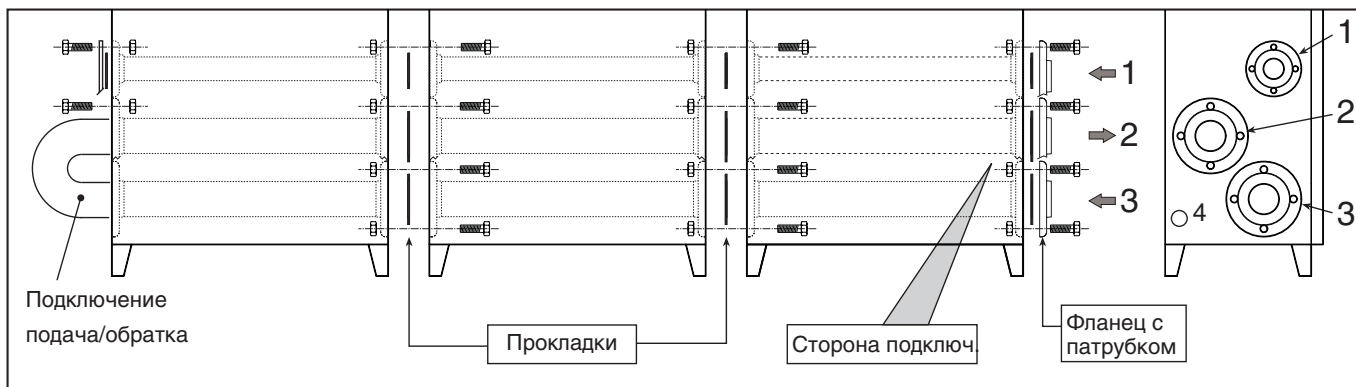 1
2
3
1
2
3
4
Подключение
подача/обратка
Прокладки
Сторона подключ.
Фланец с
патрубком